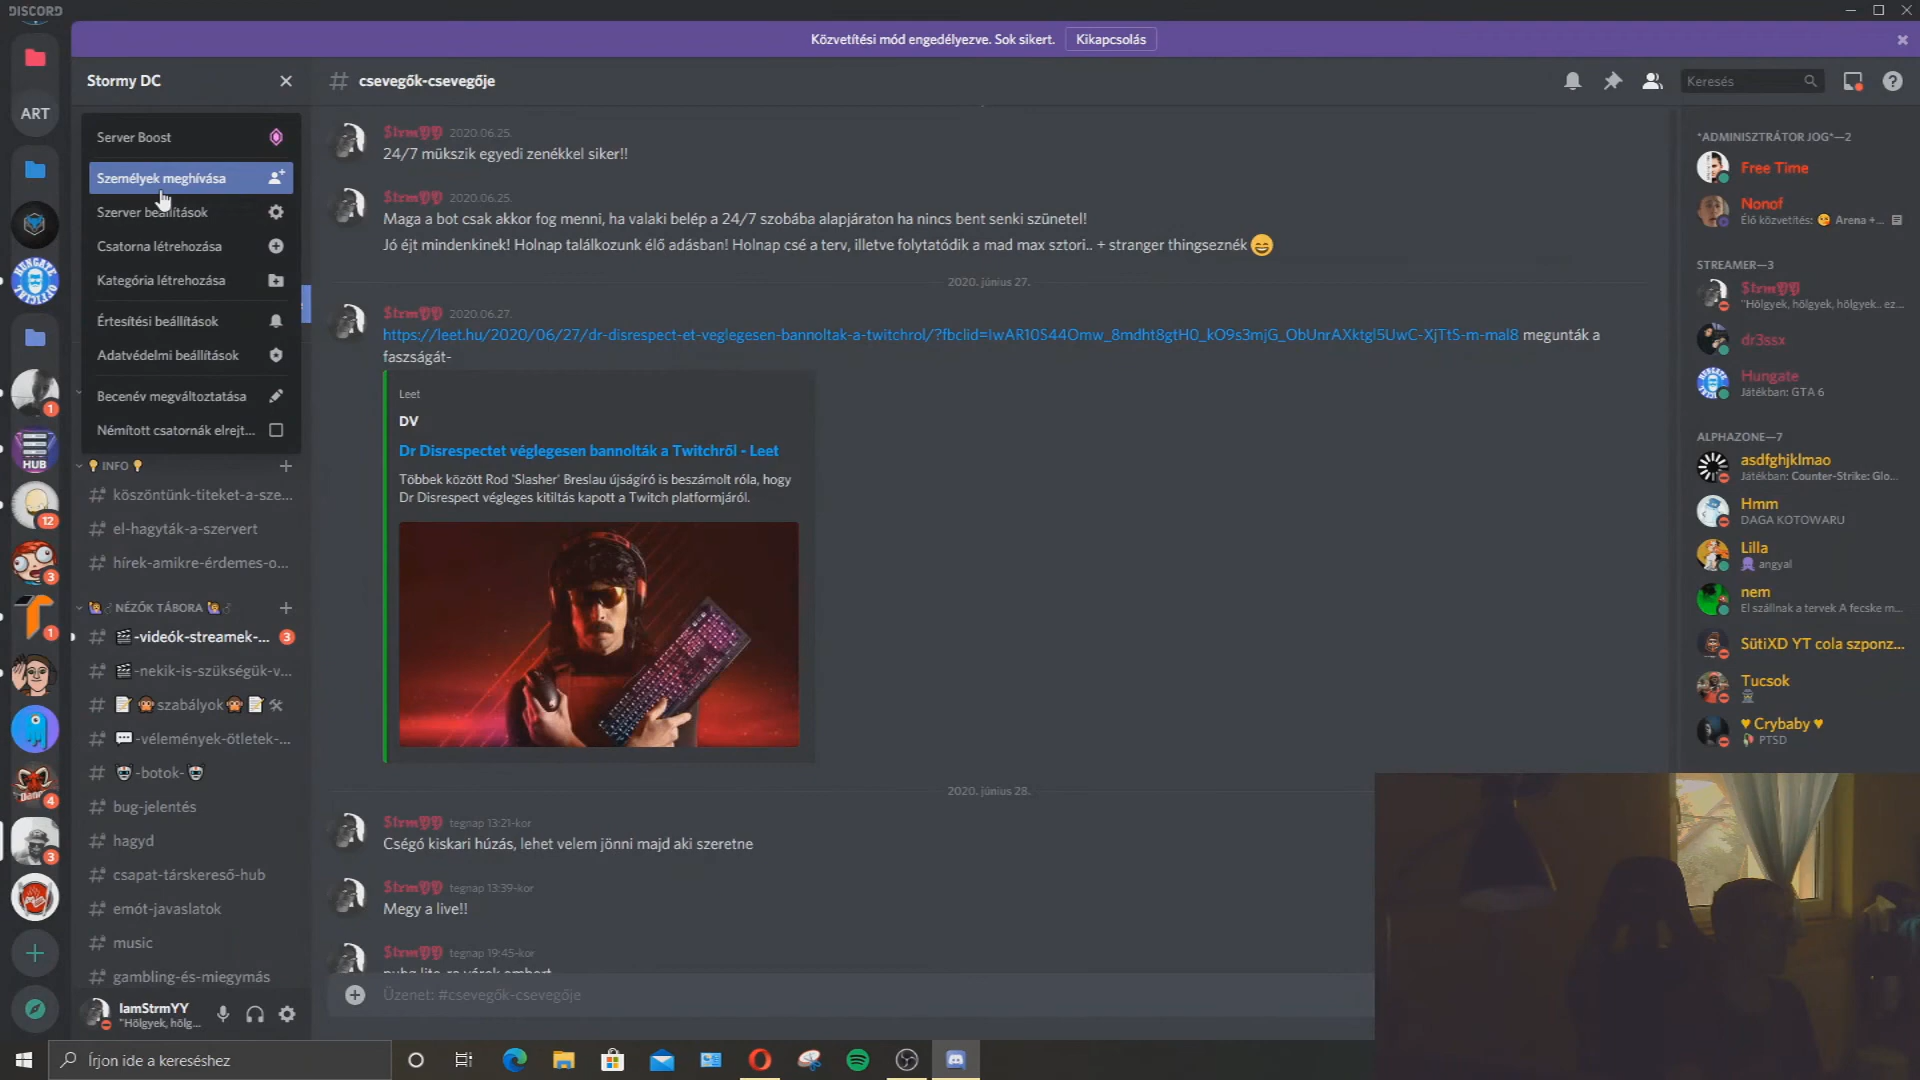 DISCORD
Közvetítési mód engedélyezve. Sok sikert.
Kikapcsolás
Stormy DC
csevegők-csevegője
Keresés
ART
Server Boost
Személyek meghívása
Szerver beállítások
Csatorna létrehozása
Kategória létrehozása
Értesítési beállítások
Adatvédelmi beállítások
Becenév megváltoztatása
Némított csatornák elrejt...
INFO
köszöntünk-titeket-a-sze...
el-hagyták-a-szervert
hírek-amikre-érdemes-o...
NÉZŐK TÁBORA
-videók-streamek-...
3
-nekik-is-szükségük-v...
szabályok
-vélemények-ötletek-...
-botok-
bug-jelentés
hagyd
csapat-társkereső-hub
emót-javaslatok
music
gambling-és-miegymás
1
HUB
12
3
1
4
3
IamStrmYY
"Hölgyek, hölg...
2020.06.25.
24/7 mükszik egyedi zenékkel siker!!
2020.06.25.
Maga a bot csak akkor fog menni, ha valaki belép a 24/7 szobába alapjáraton ha nincs bent senki szünetel!
Jó éjt mindenkinek! Holnap találkozunk élő adásban! Holnap csé a terv, illetve folytatódik a mad max sztori.. + stranger thingseznék
2020. június 27.
2020.06.27.
https://leet.hu/2020/06/27/dr-disrespect-et-veglegesen-bannoltak-a-twitchrol/?fbclid=IwAR10S44Omw_8mdht8gtH0_kO9s3mjG_ObUnrAXktgl5UwC-XjTtS-m-mal8 megunták a
faszságát-
Leet
DV
Dr Disrespectet véglegesen bannolták a Twitchről - Leet
Többek között Rod 'Slasher' Breslau újságíró is beszámolt róla, hogy
Dr Disrespect végleges kitiltás kapott a Twitch platformjáról.
2020. június 28.
tegnap 13:21-kor
Cségó kiskari húzás, lehet velem jönni majd aki szeretne
tegnap 13:39-kor
Megy a live!!
tegnap 19:45-kor
Üzenet: #csevegők-csevegője
*ADMINISZTRÁTOR JOG*—2
Free Time
Nonof
Élő közvetítés: Arena +...
STREAMER—3
"Hölgyek, hölgyek, hölgyek.. ez...
dr3ssx
Hungate
Játékban: GTA 6
ALPHAZONE—7
asdfghjklmao
Játékban: Counter-Strike: Glo...
Hmm
DAGA KOTOWARU
Lilla
angyal
nem
El szállnak a tervek A fecske m...
SütiXD YT cola szponz...
Tucsok
♥ Crybaby ♥
PTSD
Írjon ide a kereséshez